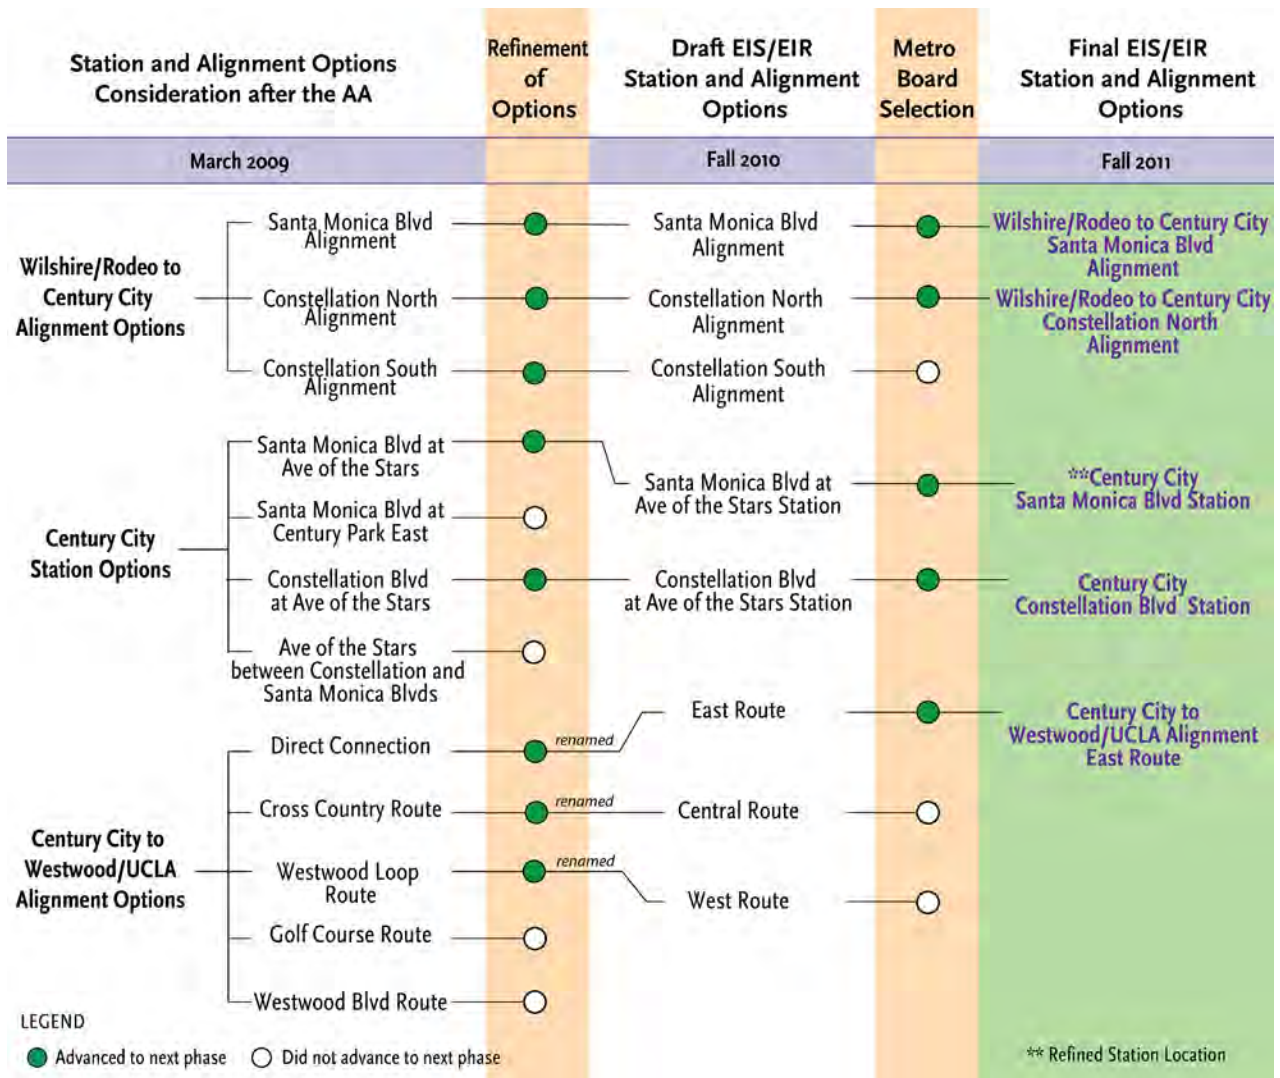 Station and Alignment Options
Consideration after the AA
Refinement
of
Options
Draft EIS/EIR
Station and Alignment
Options
Metro
Board
Selection
Final EIS/EIR
Station and Alignment
Options
March 2009
Fall 2010
Fall 2011
Wilshire/Rodeo to
Century City
Alignment Options
Santa Monica Blvd
Alignment
Santa Monica Blvd
Alignment
Wilshire/Rodeo to Century City
Santa Monica Blvd
Alignment
Constellation North
Alignment
Constellation North
Alignment
Wilshire/Rodeo to Century City
Constellation North
Alignment
Constellation South
Alignment
Constellation South
Alignment
Century City
Station Options
Santa Monica Blvd at
Ave of the Stars
Santa Monica Blvd at
Ave of the Stars Station
**Century City
Santa Monica Blvd Station
Santa Monica Blvd at
Century Park East
Constellation Blvd
at Ave of the Stars
Constellation Blvd
at Ave of the Stars Station
Century City
Constellation Blvd Station
Ave of the Stars
between Constellation and
Santa Monica Blvds
Century City to
Westwood/UCLA
Alignment Options
Direct Connection
renamed
East Route
Century City to
Westwood/UCLA Alignment
East Route
Cross Country Route
renamed
Central Route
Westwood Loop
Route
renamed
West Route
Golf Course Route
Westwood Blvd Route
LEGEND
Advanced to next phase
Did not advance to next phase
** Refined Station Location